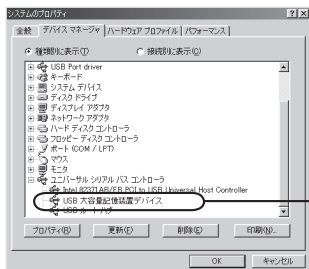 システムのプロパティ
全般 デバイス マネージャ ハードウェア プロファイル パフォーマンス
種類別に表示(T) 接続別に表示(C)
USB Port driver
キーボード
システム デバイス
ディスク ドライブ
ディスプレイ アダプタ
ネットワーク アダプタ
ハード ディスク コントローラ
フロッピー ディスク コントローラ
ポート (COM / LPT)
マウス
モニタ
ユニバーサル シリアル バス コントローラ
Intel 82371AB/EB PCI to USB Universal Host Controller
USB 大容量記憶装置デバイス
USB ルート ハブ
プロパティ(R) 更新(F) 削除(E) 印刷(N)...
OK キャンセル